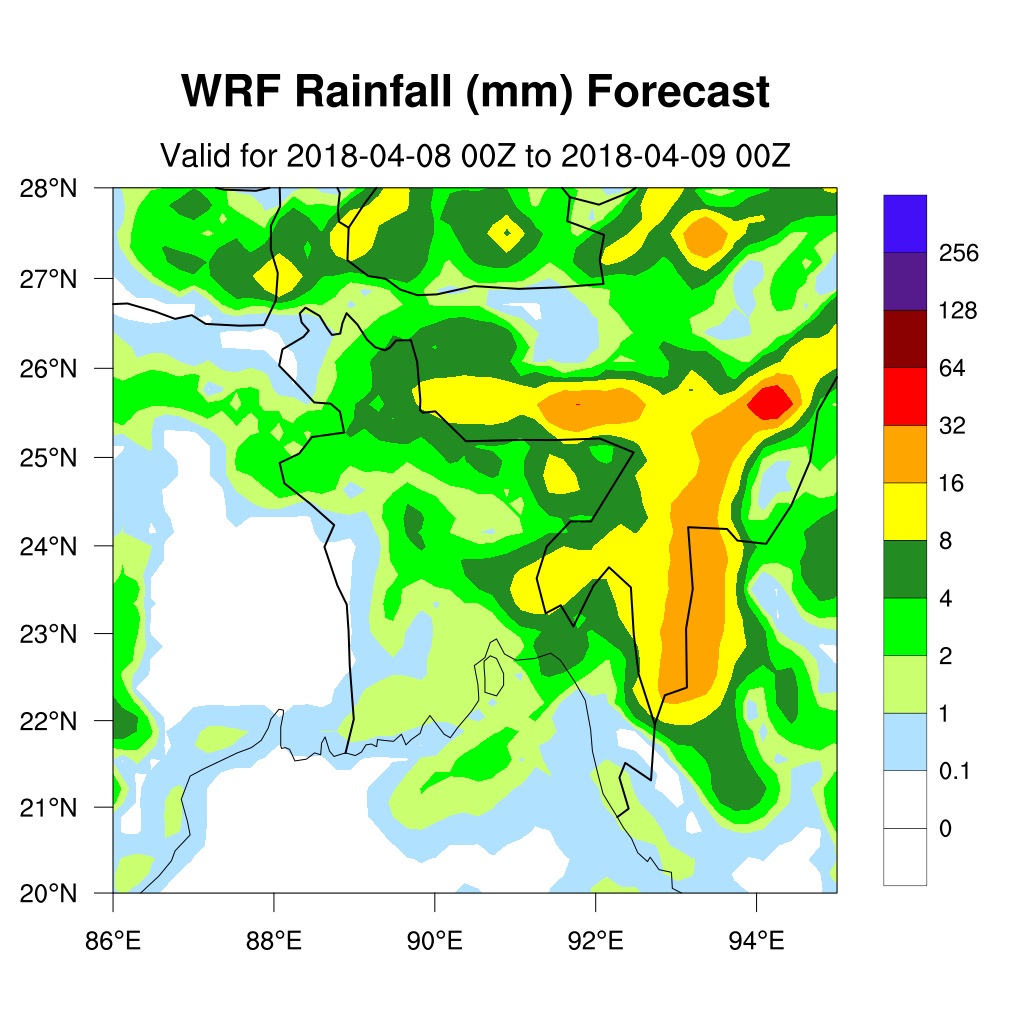 WRF Rainfall (mm) Forecast
Valid for 2018-04-08 00Z to 2018-04-09 00Z
28°N
27°N
26°N
25°N
24°N
23°N
22°N
21°N
20°N
86°E 88°E 90°E 92°E 94°E
256
128
64
32
16
8
4
2
1
0.1
0